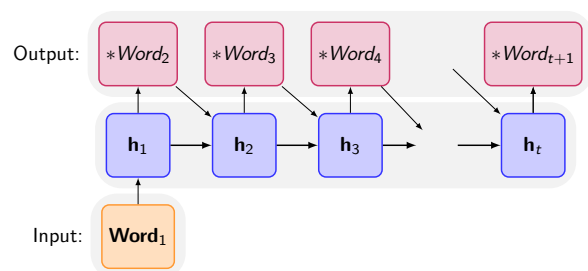 Output: *Word₂ *Word₃ *Word₄ *Wordₜ₊₁
h₁ h₂ h₃ hₜ
Input: Word₁